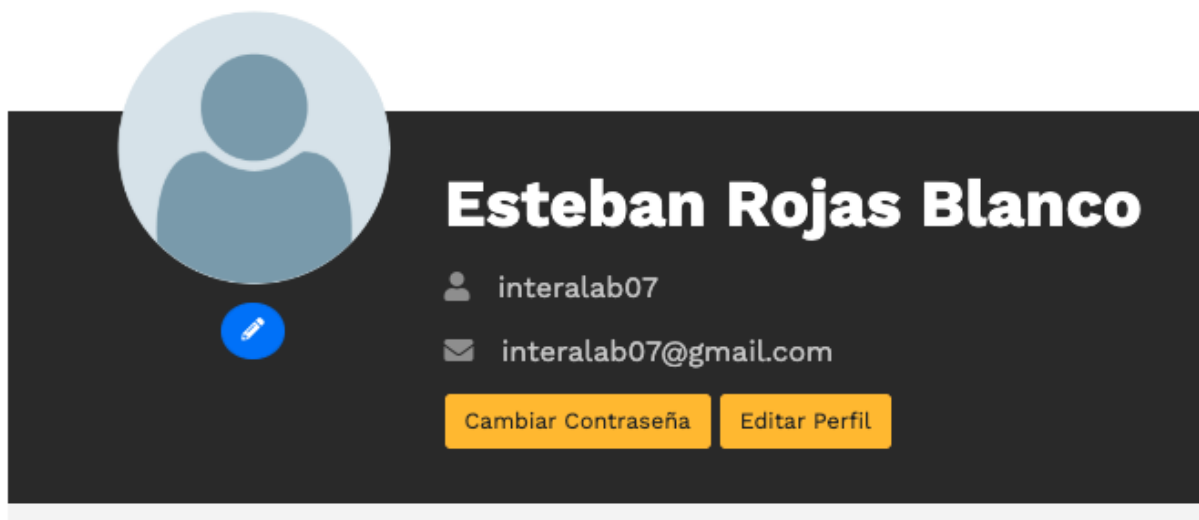 Esteban Rojas Blanco
interalab07
interalab07@gmail.com
Cambiar Contraseña Editar Perfil